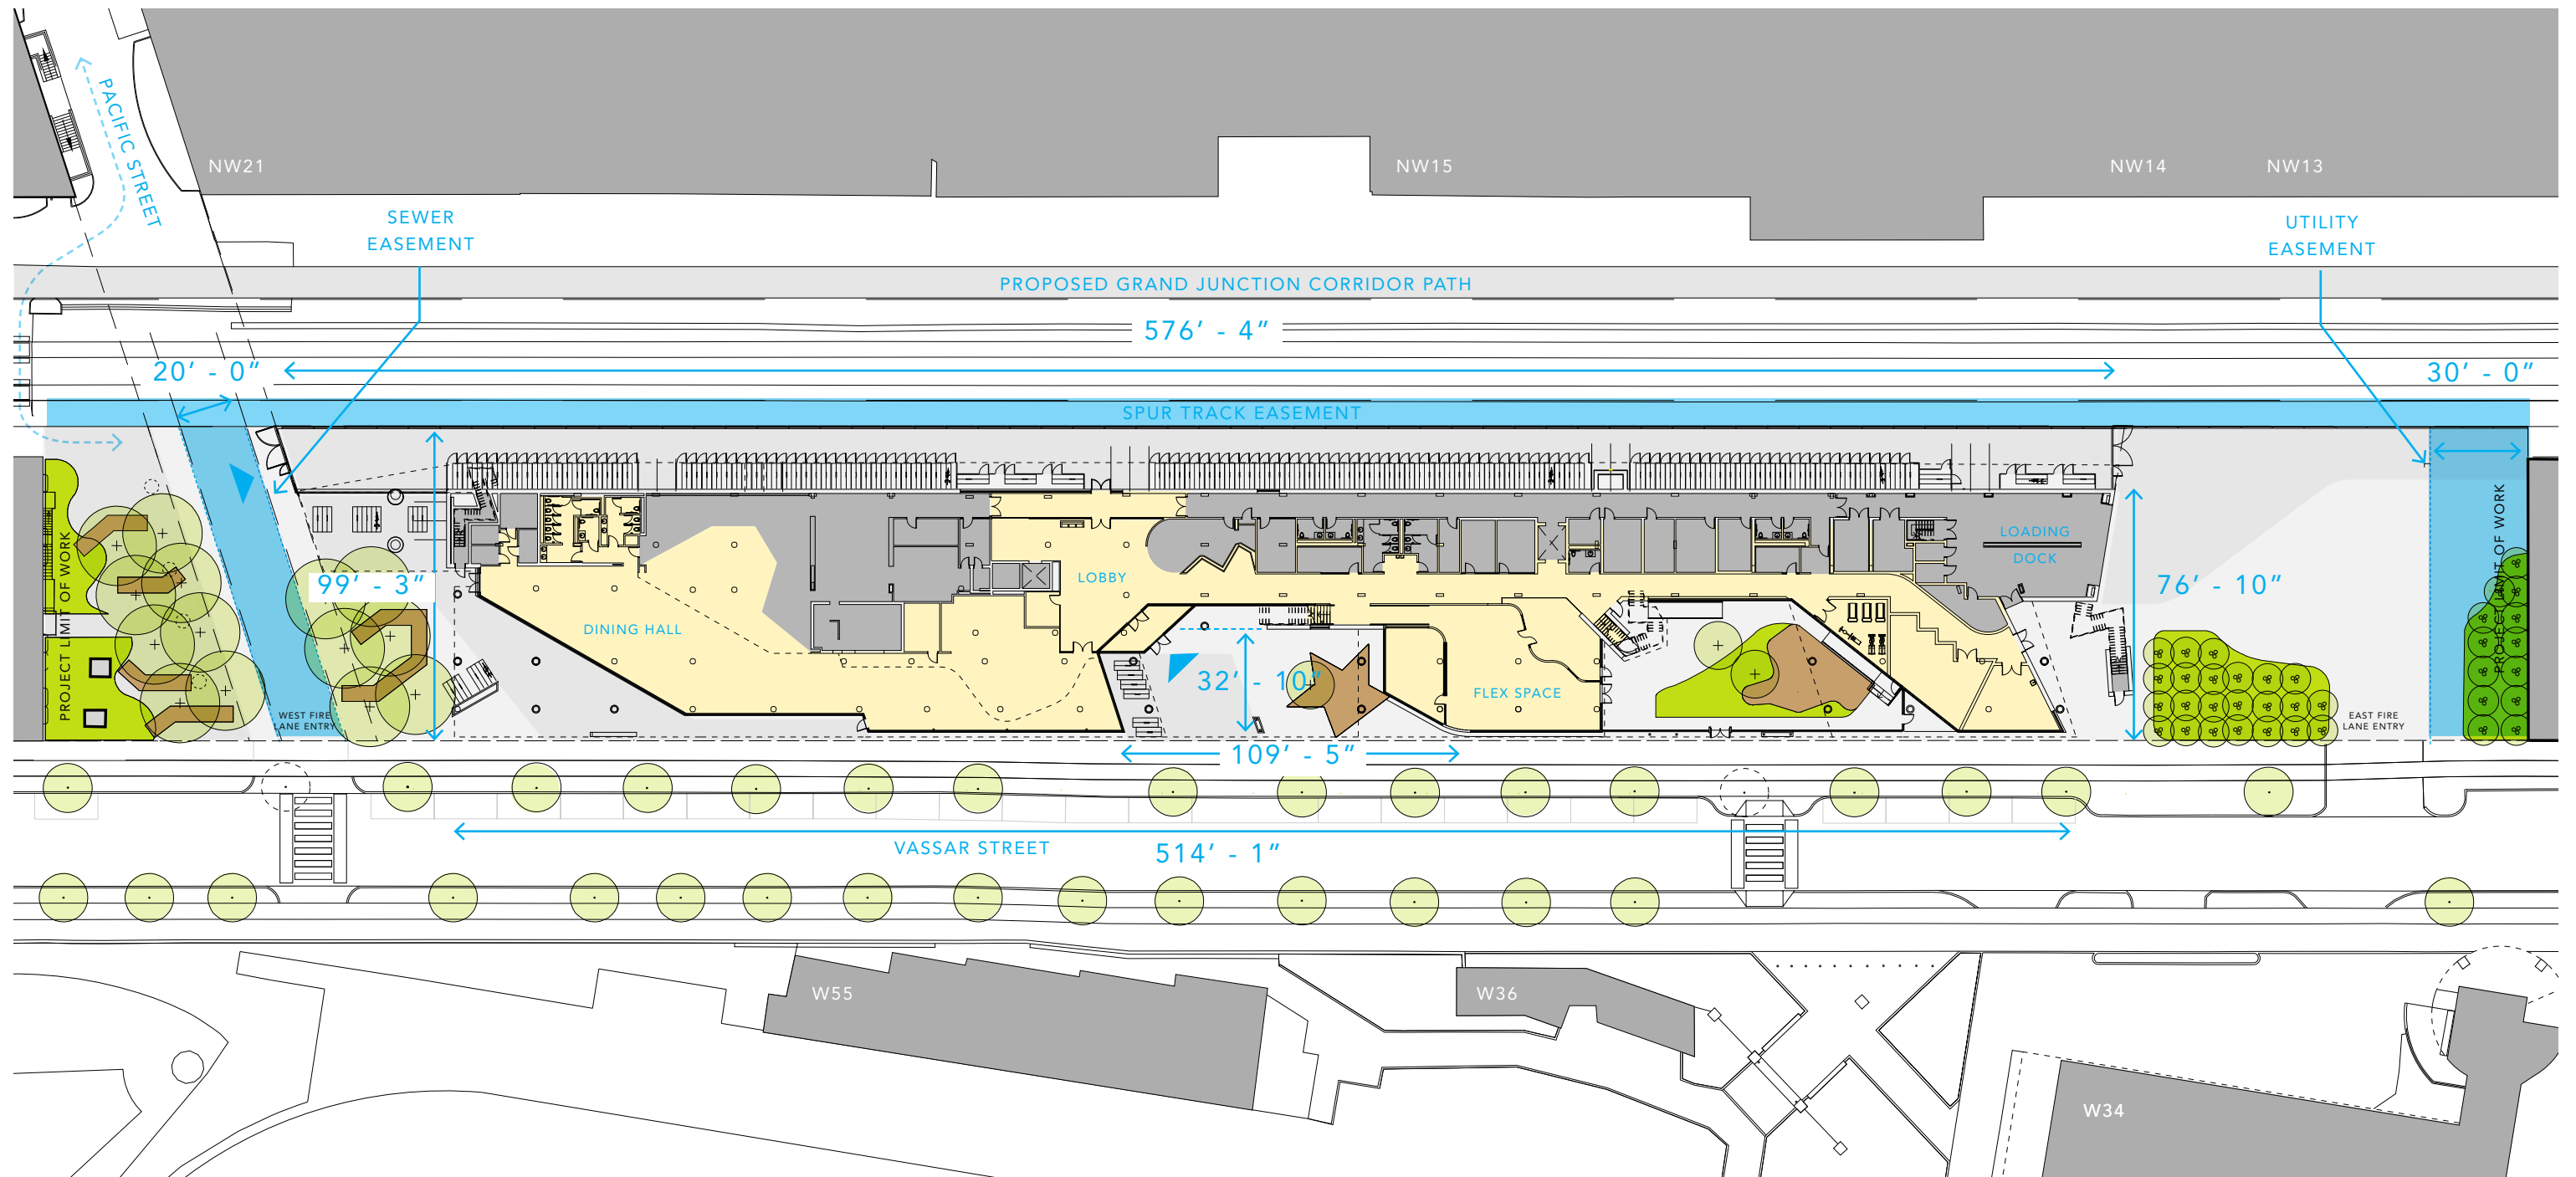 PACIFIC STREET
NW21
NW15
NW14
NW13
SEWER
EASEMENT
UTILITY
EASEMENT
PROPOSED GRAND JUNCTION CORRIDOR PATH
576’ - 4”
20’ - 0”
30’ - 0”
SPUR TRACK EASEMENT
PROJECT LIMIT OF WORK
99’ - 3”
DINING HALL
LOBBY
LOADING
DOCK
76’ - 10”
PROJECT LIMIT OF WORK
32’ - 10”
FLEX SPACE
WEST FIRE
LANE ENTRY
EAST FIRE
LANE ENTRY
109’ - 5”
VASSAR STREET
514’ - 1”
W55
W36
W34